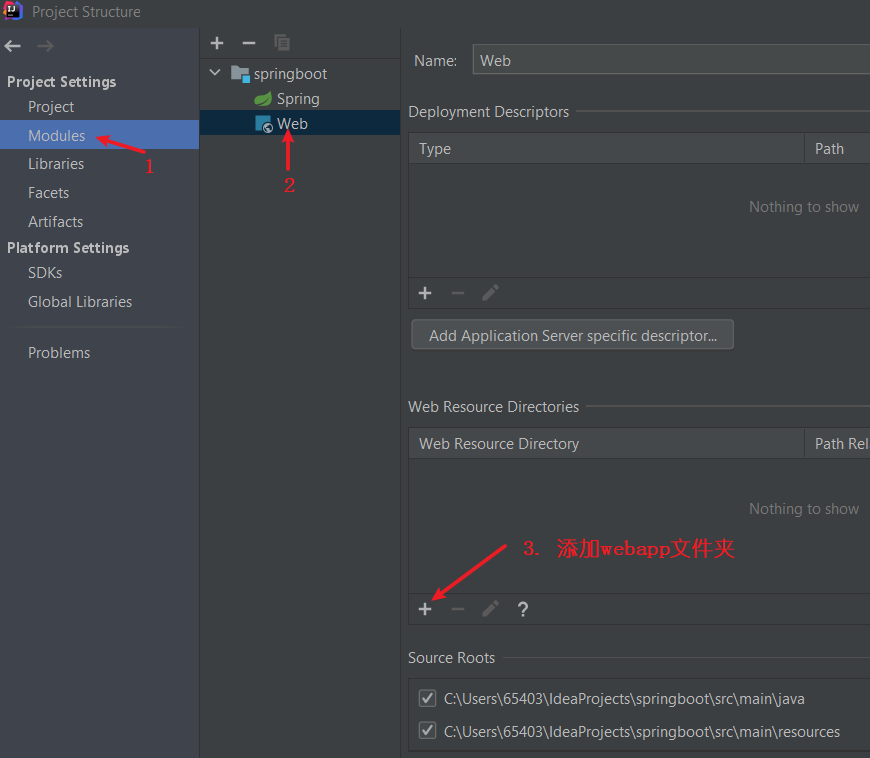 Project Structure
Project Settings
Project
Modules
1
Libraries
Facets
Artifacts
Platform Settings
SDKs
Global Libraries
Problems
springboot
Spring
Web
2
Name: Web
Deployment Descriptors
Type Path
Nothing to show
Add Application Server specific descriptor...
Web Resource Directories
Web Resource Directory Path Rel
Nothing to show
3. 添加webapp文件夹
?
Source Roots
C:\Users\65403\IdeaProjects\springboot\src\main\java
C:\Users\65403\IdeaProjects\springboot\src\main\resources